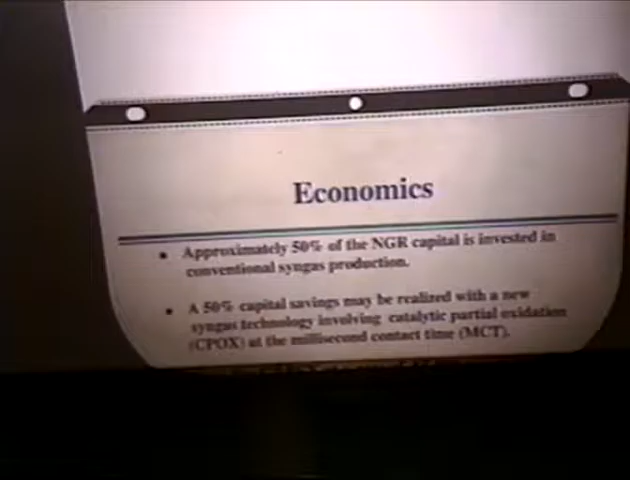 Economics
• Approximately 50% of the NGR capital is invested in
conventional syngas production.
• A 50% capital savings may be realized with a new
syngas technology involving catalytic partial oxidation
(CPOX) at the millisecond contact time (MCT).